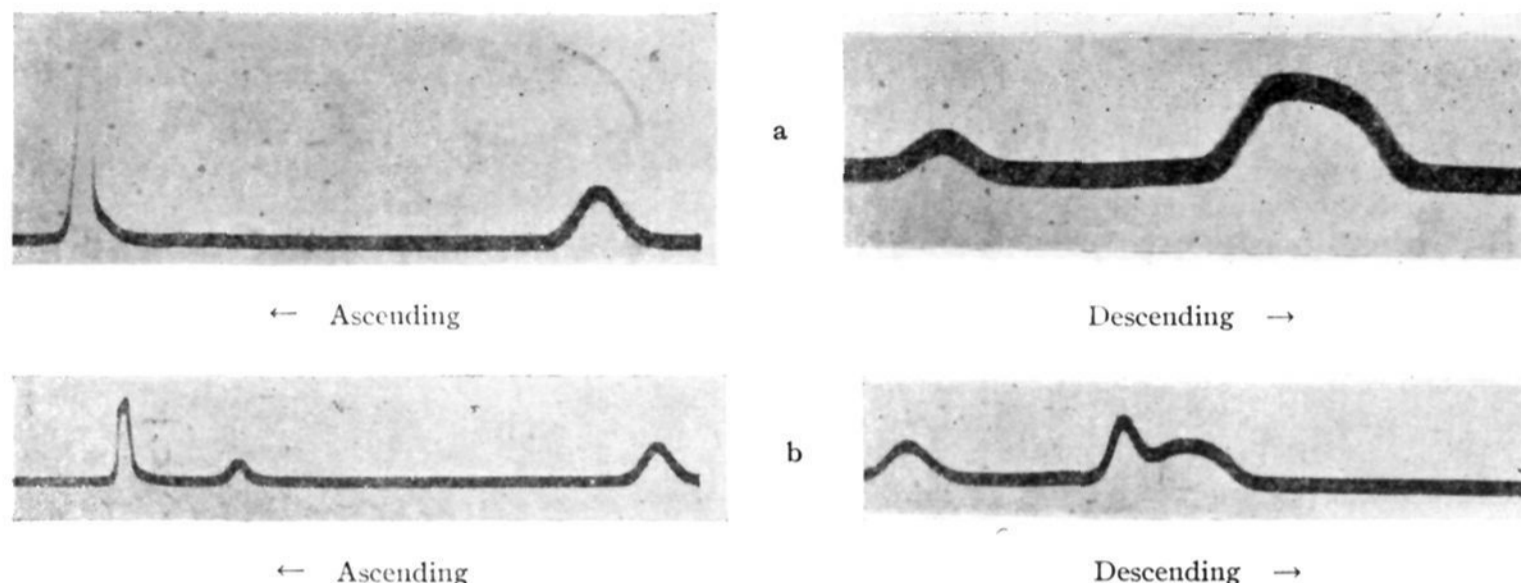 a
← Ascending
Descending →
b
← Ascending
Descending →